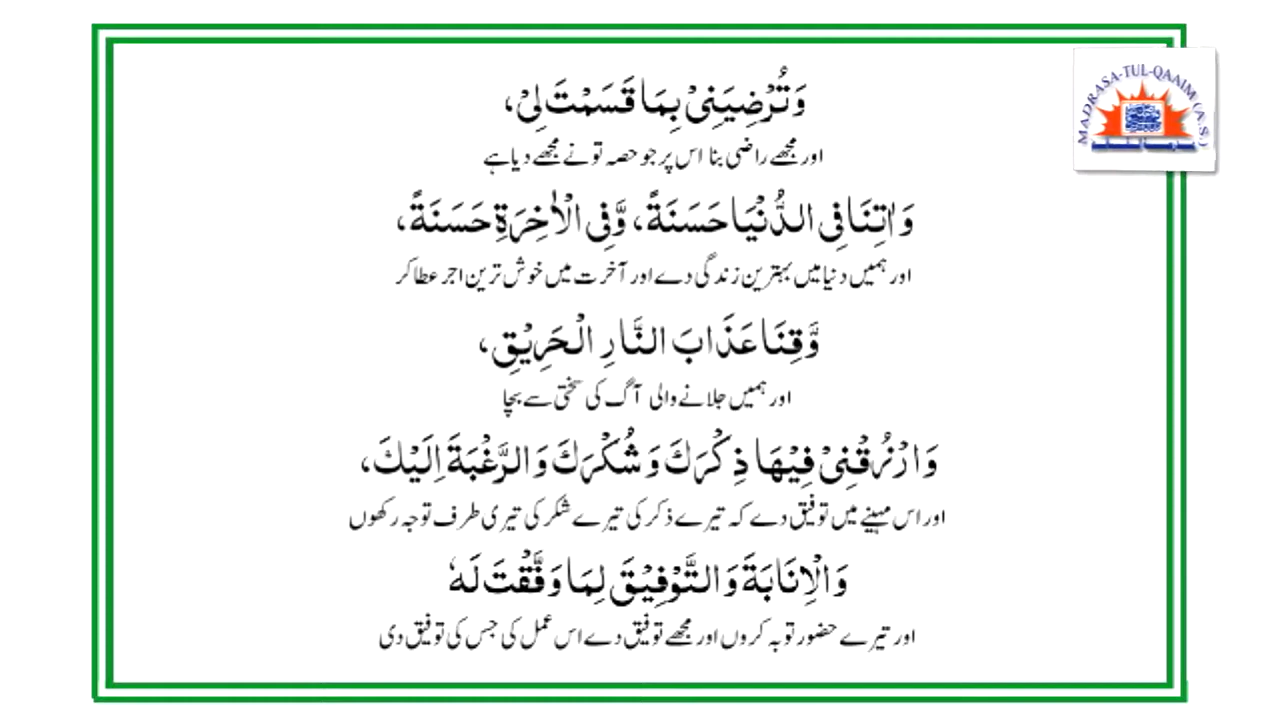 MADRASA-TUL-QAAIM (A.S.)
وَتُرْضِيَنِيْ بِمَا قَسَمْتَ لِيْ،
اور مجھے راضی بنا اس پر جو حصہ تو نے مجھے دیا ہے
وَاٰتِنَا فِي الدُّنْيَا حَسَنَةً، وَّفِي الْاٰخِرَةِ حَسَنَةً،
اور ہمیں دنیا میں بہترین زندگی دے اور آخرت میں خوش ترین اجر عطا کر
وَّقِنَا عَذَابَ النَّارِ الْحَرِيْقِ،
اور ہمیں جلانے والی آگ کی سختی سے بچا
وَارْزُقْنِيْ فِيْهَا ذِكْرَكَ وَشُكْرَكَ وَالرَّغْبَةَ اِلَيْكَ،
اور اس مہینے میں توفیق دے کہ تیرے ذکر کی تیرے شکر کی تیری طرف توجہ رکھوں
وَالْاِنَابَةَ وَالتَّوْفِيْقَ لِمَا وَفَّقْتَ لَهٗ
اور تیرے حضور توبہ کروں اور مجھے توفیق دے اس عمل کی جس کی توفیق دی